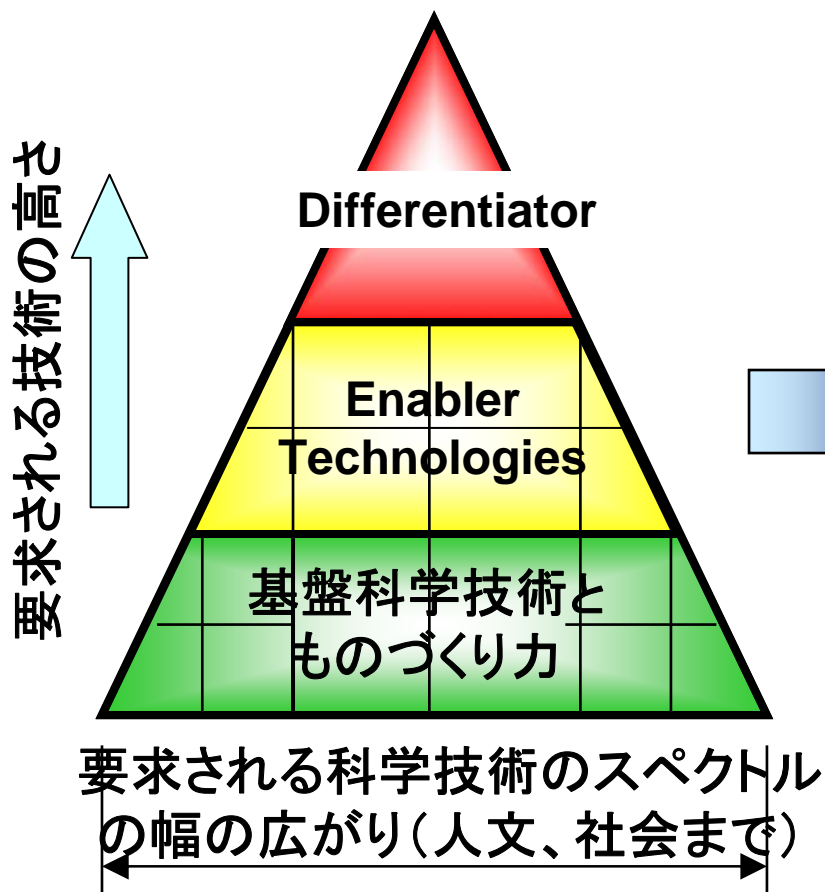 要求される技術の高さ
Differentiator
Enabler
Technologies
基盤科学技術と
ものづくり力
要求される科学技術のスペクトル
の幅の広がり(人文、社会まで)